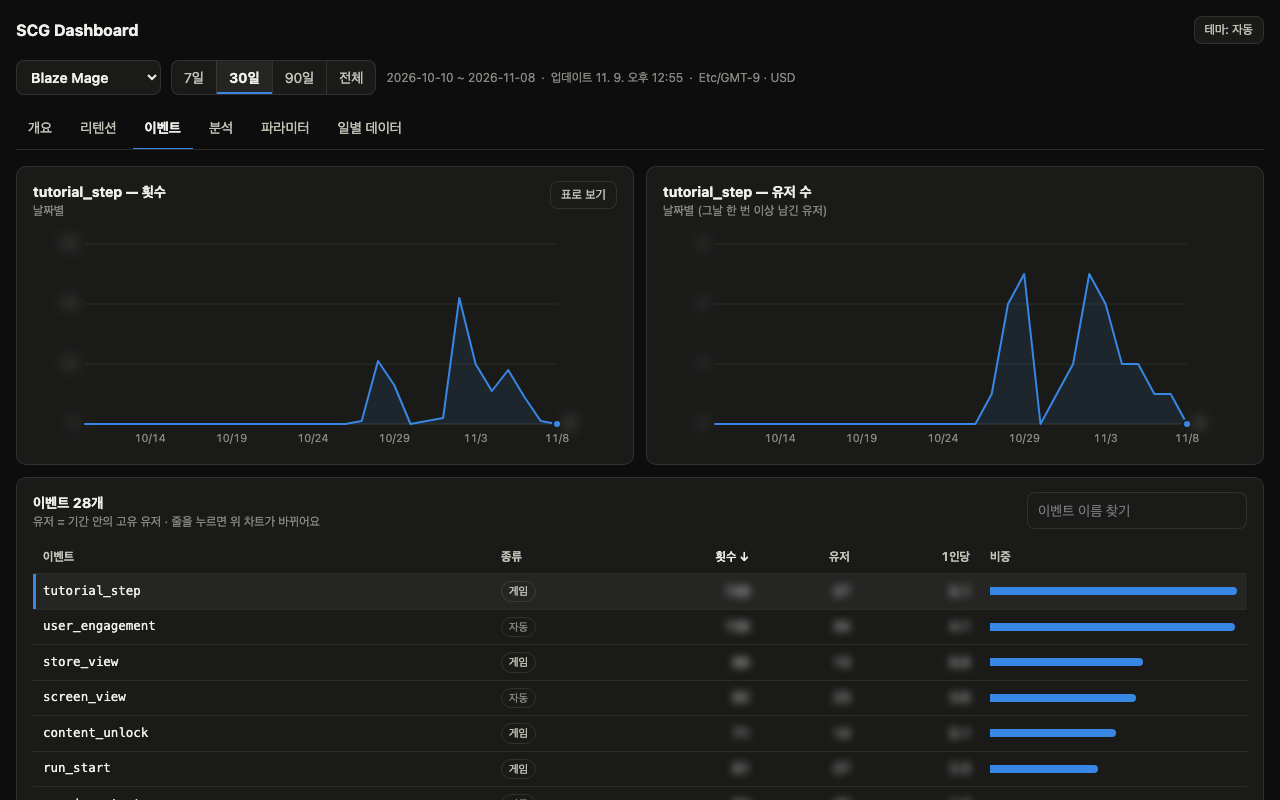 SCG Dashboard
테마: 자동
Blaze Mage
7일 30일 90일 전체
2026-10-10 ~ 2026-11-08 · 업데이트 11. 9. 오후 12:55 · Etc/GMT-9 · USD
개요 리텐션 이벤트 분석 파라미터 일별 데이터
tutorial_step — 횟수
날짜별
표로 보기
10/14 10/19 10/24 10/29 11/3 11/8
tutorial_step — 유저 수
날짜별 (그날 한 번 이상 남긴 유저)
10/14 10/19 10/24 10/29 11/3 11/8
이벤트 28개
유저 = 기간 안의 고유 유저 · 줄을 누르면 위 차트가 바뀌어요
이벤트 이름 찾기
이벤트 종류 횟수 ↓ 유저 1인당 비중
tutorial_step 게임
user_engagement 자동
store_view 게임
screen_view 자동
content_unlock 게임
run_start 게임